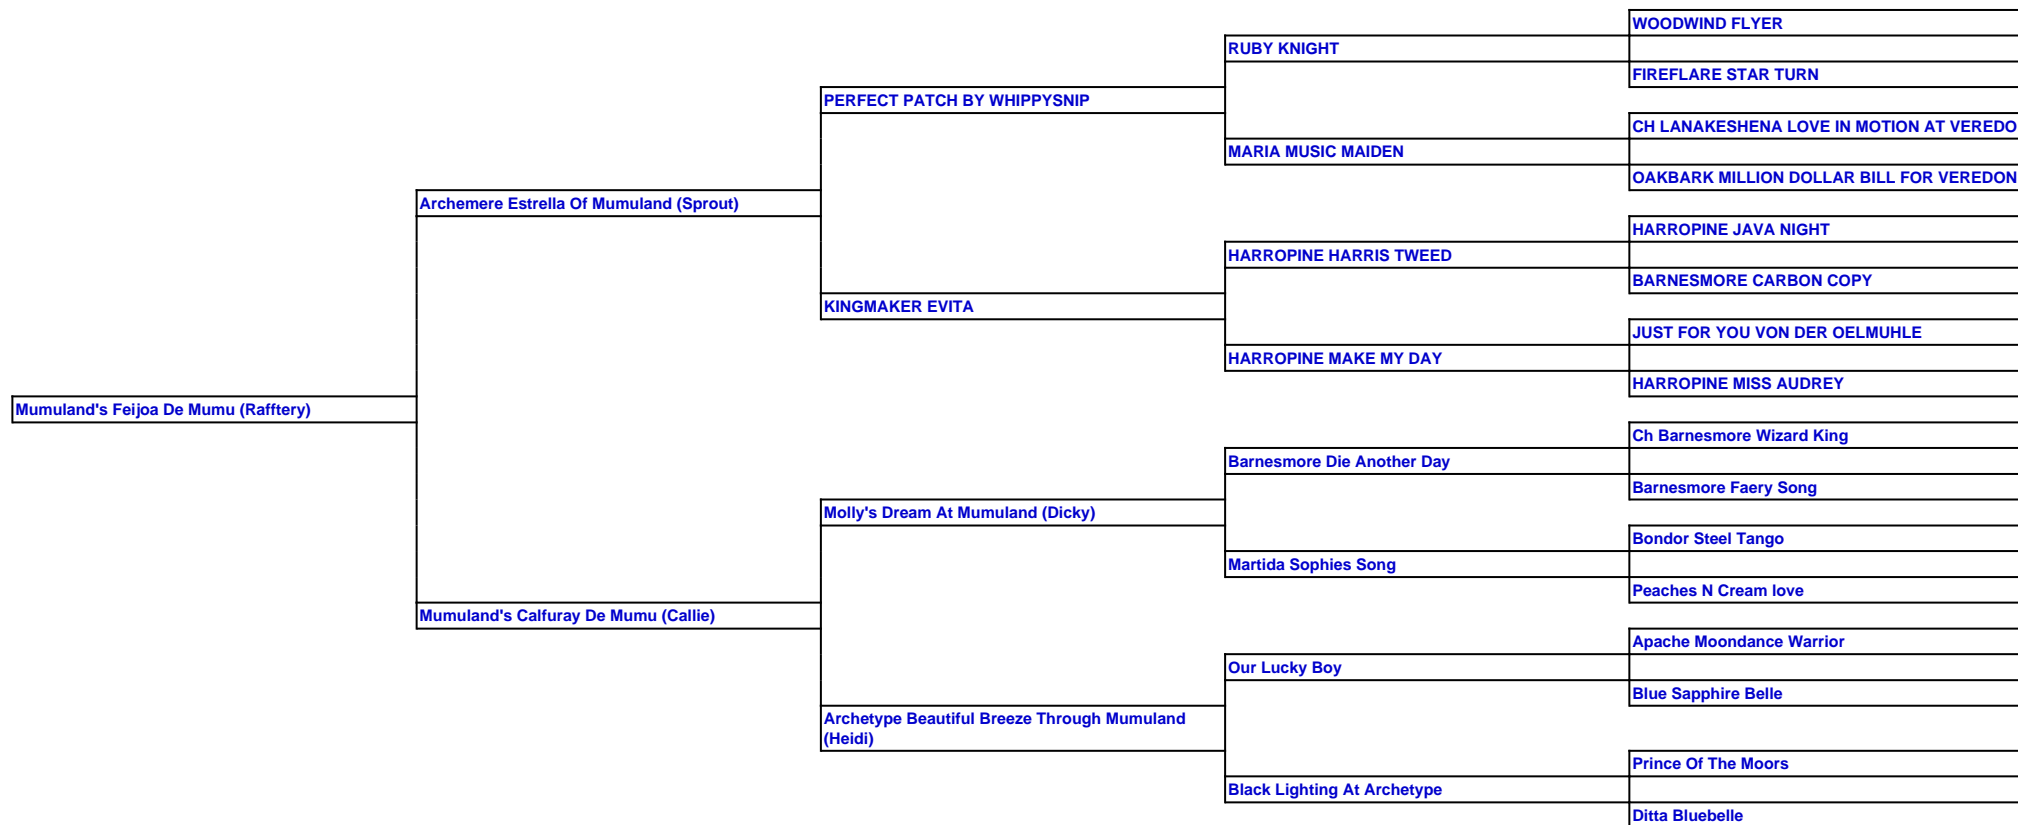 WOODWIND FLYER
RUBY KNIGHT
FIREFLARE STAR TURN
PERFECT PATCH BY WHIPPYSNIP
CH LANAKESHENA LOVE IN MOTION AT VEREDO
MARIA MUSIC MAIDEN
OAKBARK MILLION DOLLAR BILL FOR VEREDON
Archemere Estrella Of Mumuland (Sprout)
HARROPINE JAVA NIGHT
HARROPINE HARRIS TWEED
BARNESMORE CARBON COPY
KINGMAKER EVITA
JUST FOR YOU VON DER OELMUHLE
HARROPINE MAKE MY DAY
HARROPINE MISS AUDREY
Mumuland's Feijoa De Mumu (Rafftery)
Ch Barnesmore Wizard King
Barnesmore Die Another Day
Barnesmore Faery Song
Molly's Dream At Mumuland (Dicky)
Bondor Steel Tango
Martida Sophies Song
Peaches N Cream love
Mumuland's Calfuray De Mumu (Callie)
Apache Moondance Warrior
Our Lucky Boy
Blue Sapphire Belle
Archetype Beautiful Breeze Through Mumuland
(Heidi)
Prince Of The Moors
Black Lighting At Archetype
Ditta Bluebelle